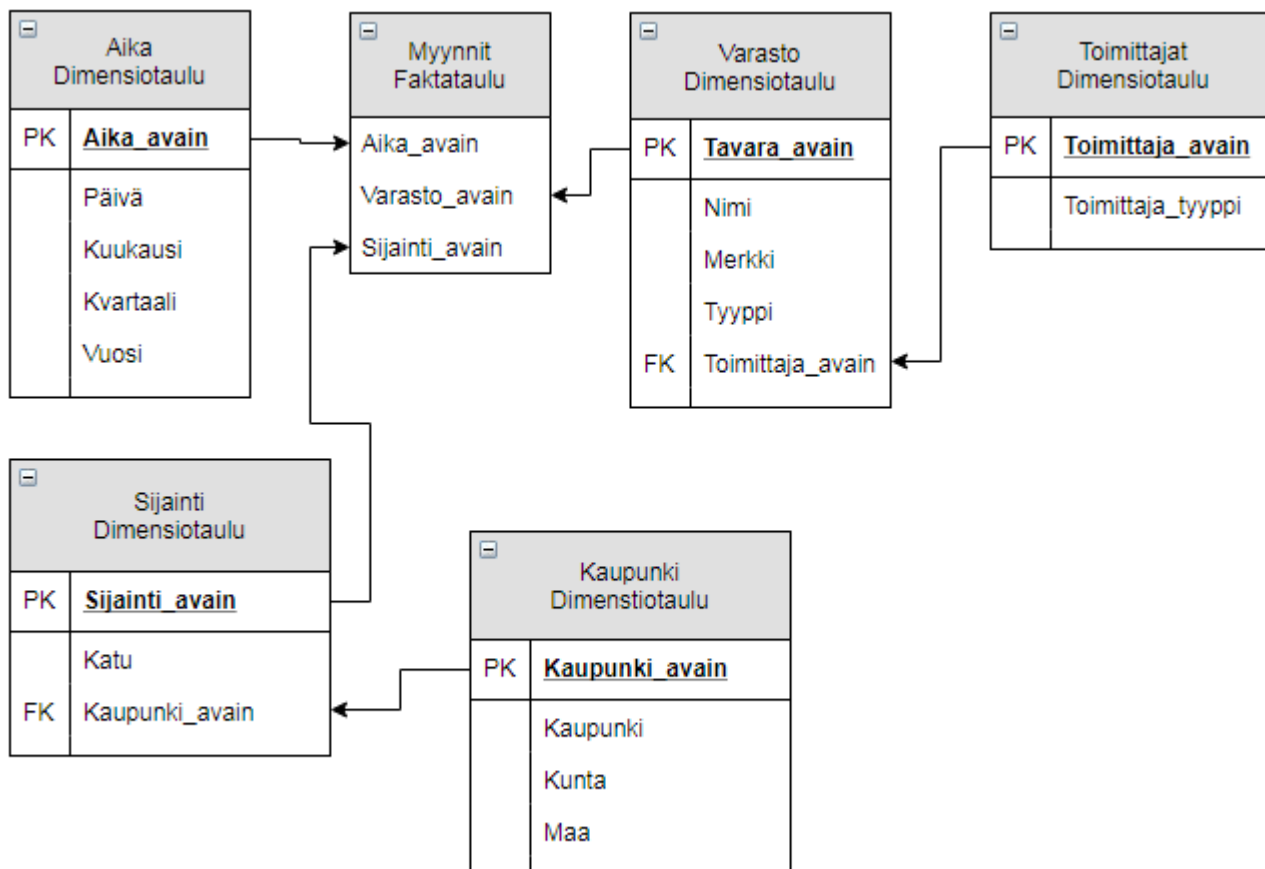 Aika
Dimensiotaulu
PK Aika_avain
Päivä
Kuukausi
Kvartaali
Vuosi
Myynnit
Faktataulu
Aika_avain
Varasto_avain
Sijainti_avain
Varasto
Dimensiotaulu
PK Tavara_avain
Nimi
Merkki
Tyyppi
FK Toimittaja_avain
Toimittajat
Dimensiotaulu
PK Toimittaja_avain
Toimittaja_tyyppi
Sijainti
Dimensiotaulu
PK Sijainti_avain
Katu
FK Kaupunki_avain
Kaupunki
Dimenstiotaulu
PK Kaupunki_avain
Kaupunki
Kunta
Maa